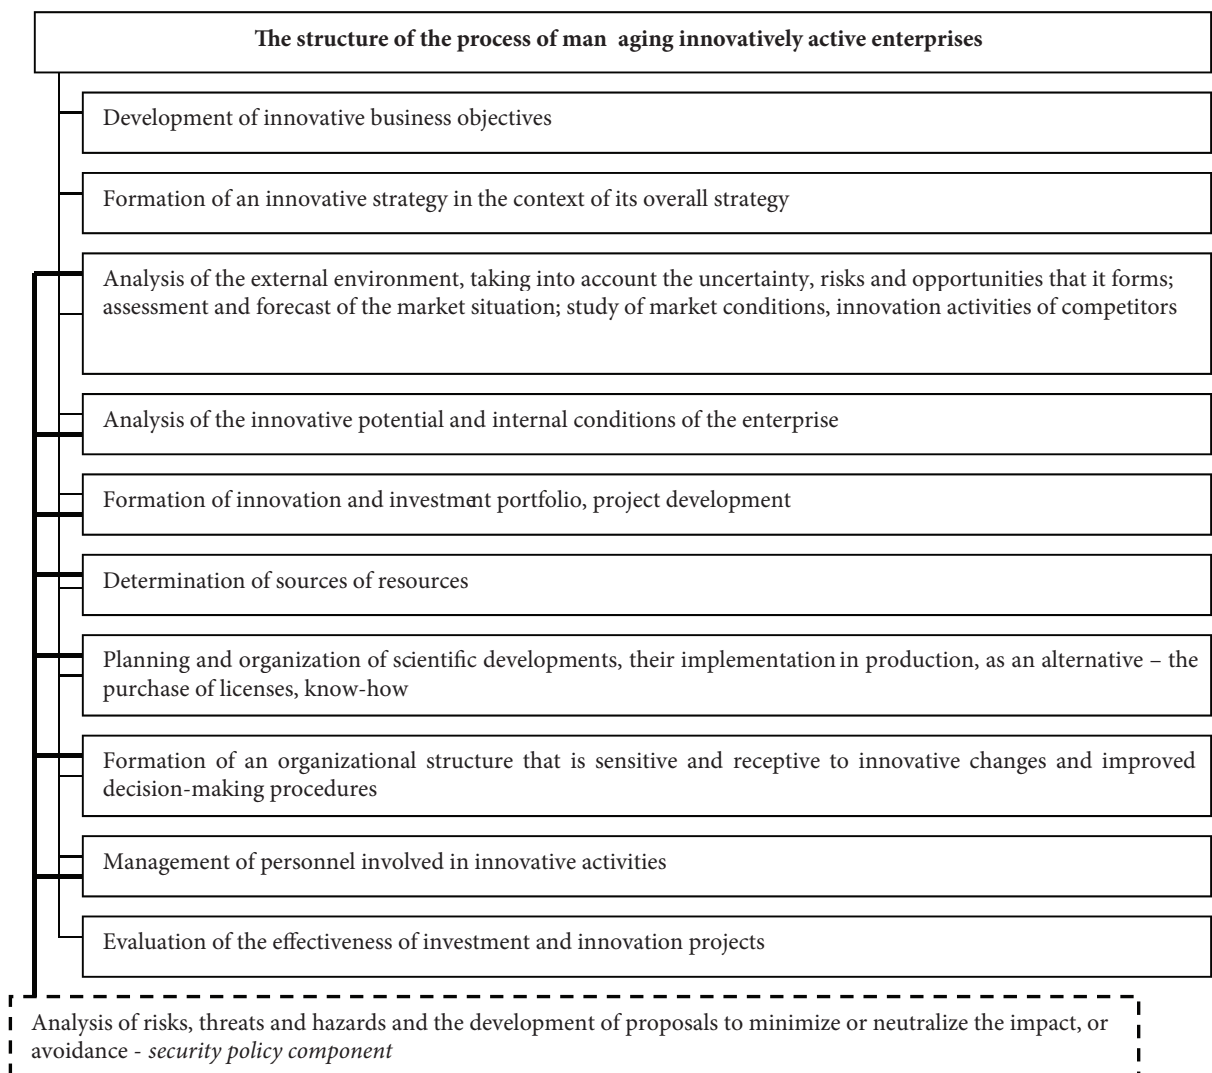 The structure of the process of man aging innovatively active enterprises
Development of innovative business objectives
Formation of an innovative strategy in the context of its overall strategy
Analysis of the external environment, taking into account the uncertainty, risks and opportunities that it forms;
assessment and forecast of the market situation; study of market conditions, innovation activities of competitors
Analysis of the innovative potential and internal conditions of the enterprise
Formation of innovation and investment portfolio, project development
Determination of sources of resources
Planning and organization of scientific developments, their implementation in production, as an alternative – the
purchase of licenses, know-how
Formation of an organizational structure that is sensitive and receptive to innovative changes and improved
decision-making procedures
Management of personnel involved in innovative activities
Evaluation of the effectiveness of investment and innovation projects
Analysis of risks, threats and hazards and the development of proposals to minimize or neutralize the impact, or
avoidance - security policy component